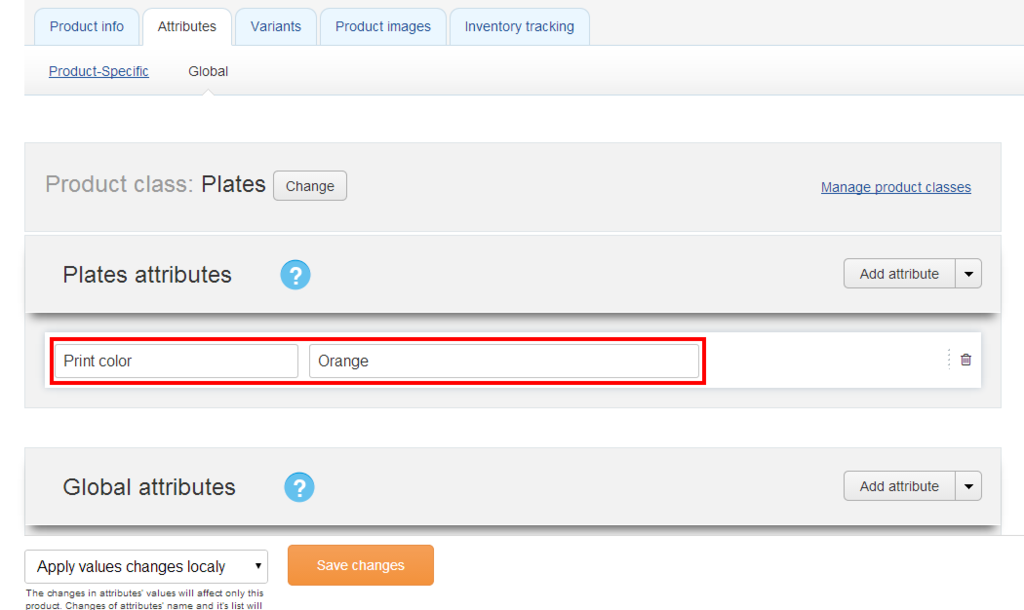 Product info Attributes Variants Product images Inventory tracking
Product-Specific Global
Product class: Plates Change Manage product classes
Plates attributes ? Add attribute
Print color Orange
Global attributes ? Add attribute
Apply values changes localy Save changes
The changes in attributes' values will affect only this
product. Changes of attributes' name and it's list will